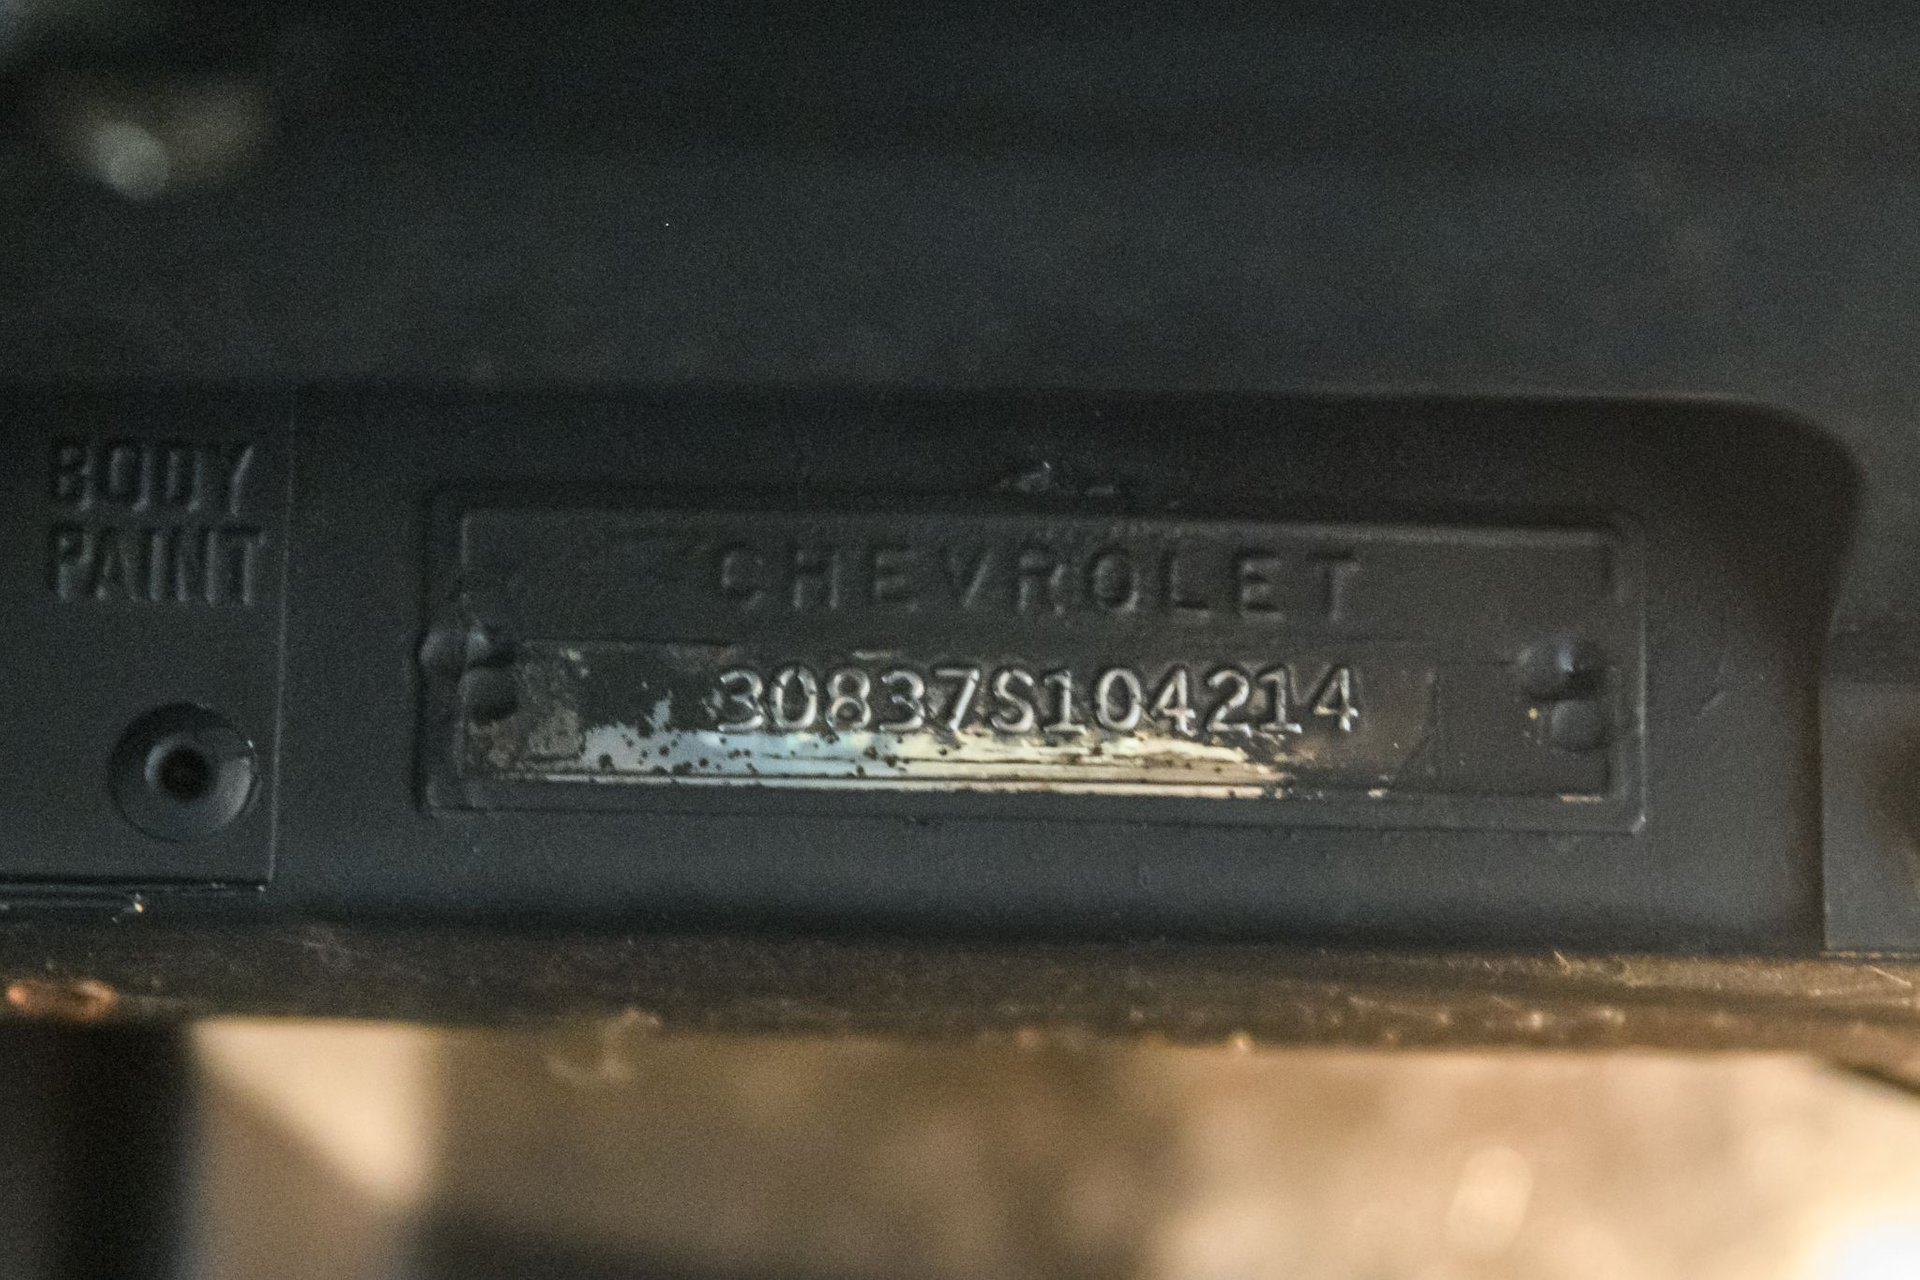 BODY
PAINT
CHEVROLET
30837S104214